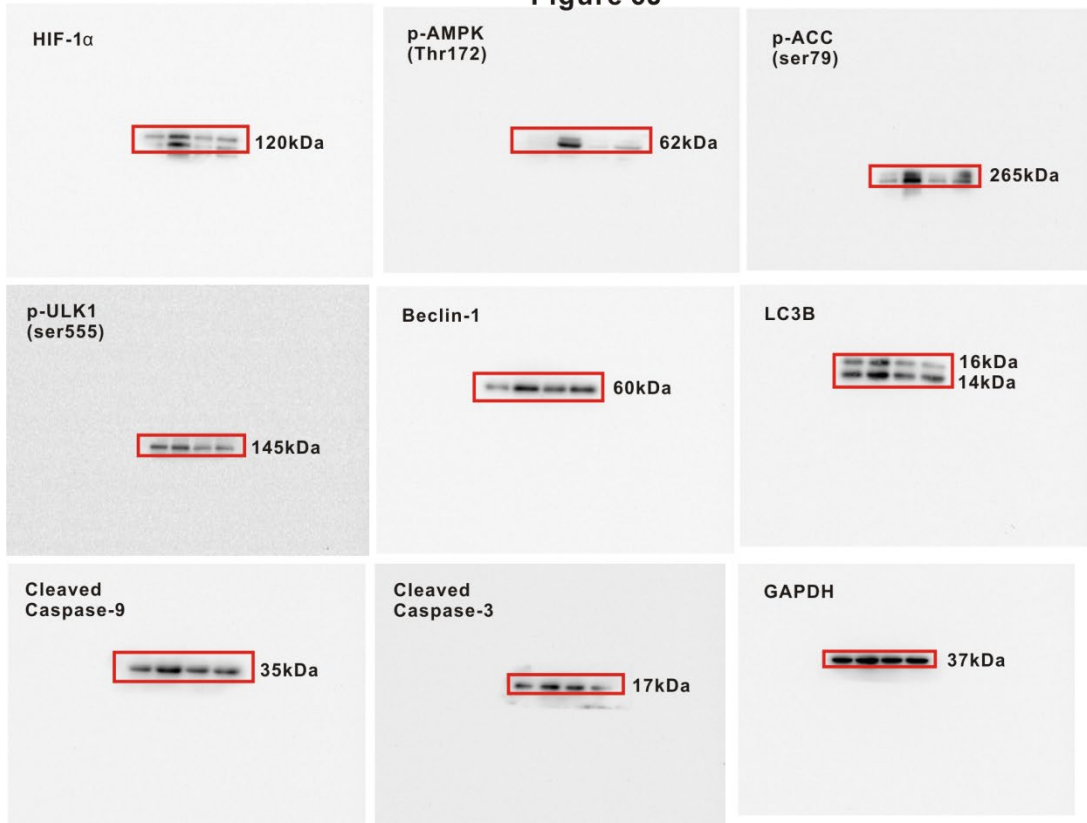 Figure
HIF-1α
120kDa
p-AMPK
(Thr172)
62kDa
p-ACC
(ser79)
265kDa
p-ULK1
(ser555)
145kDa
Beclin-1
60kDa
LC3B
16kDa
14kDa
Cleaved
Caspase-9
35kDa
Cleaved
Caspase-3
17kDa
GAPDH
37kDa